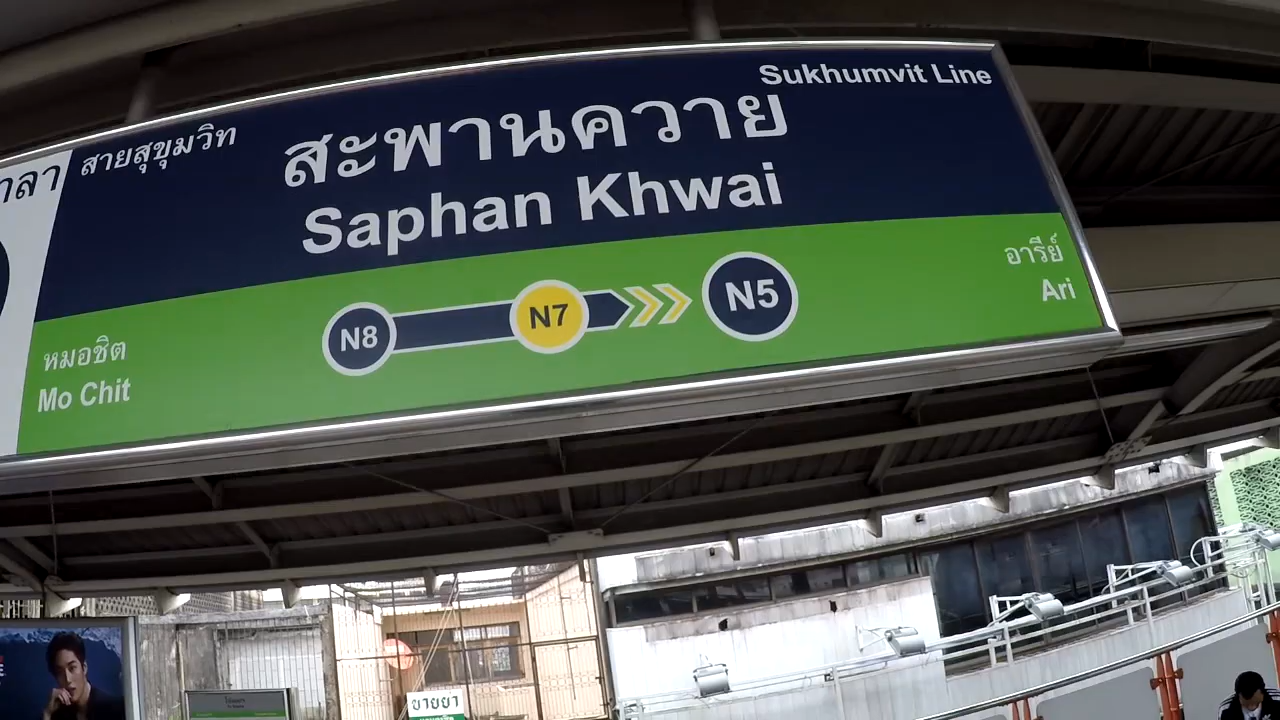 Sukhumvit Line
สายสุขุมวิท
สะพานควาย
Saphan Khwai
N8 N7 N5
หมอชิต
Mo Chit
อารีย์
Ari
ขายยา